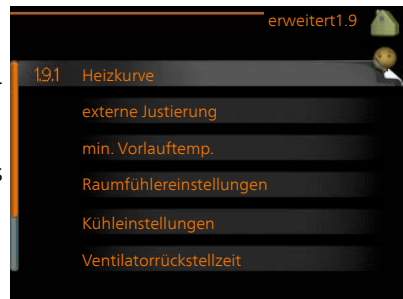 erweitert1.9
1.9.1 Heizkurve
externe Justierung
min. Vorlauftemp.
Raumfühlereinstellungen
Kühleinstellungen
Ventilatorrückstellzeit